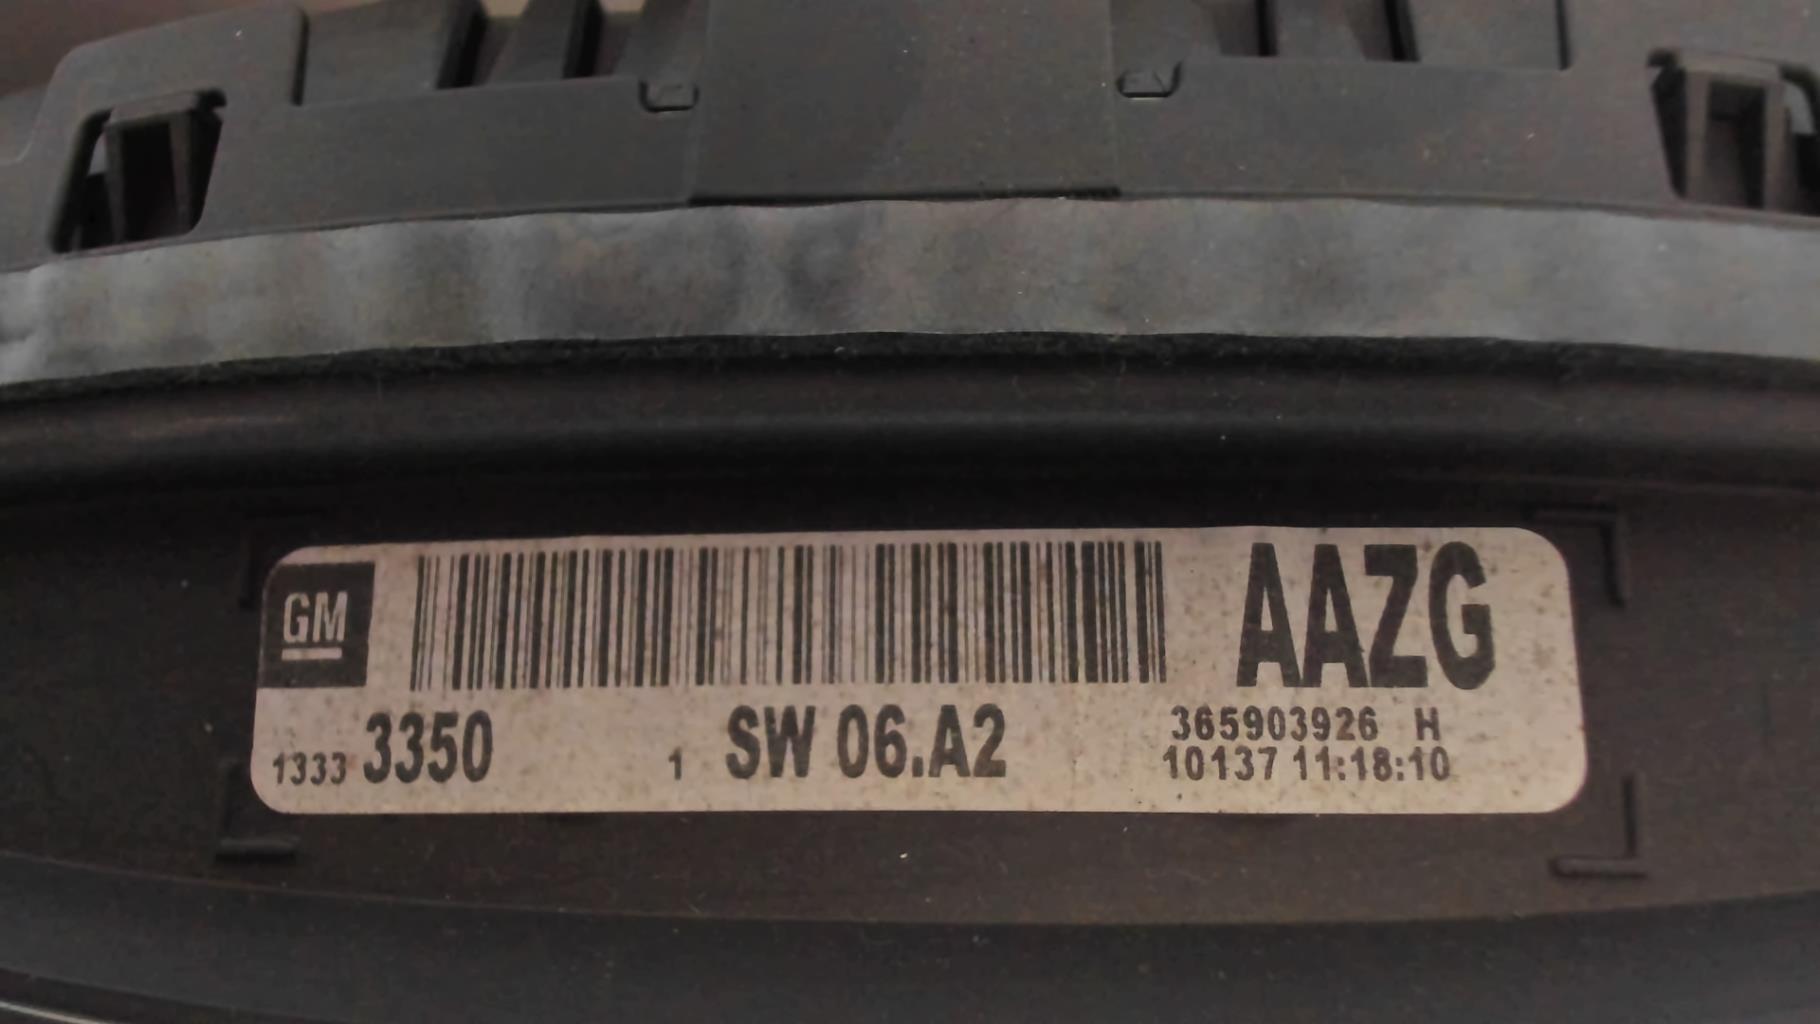 GM
AAZG
1333 3350 1 SW 06.A2
365903926 H
10137 11:18:10